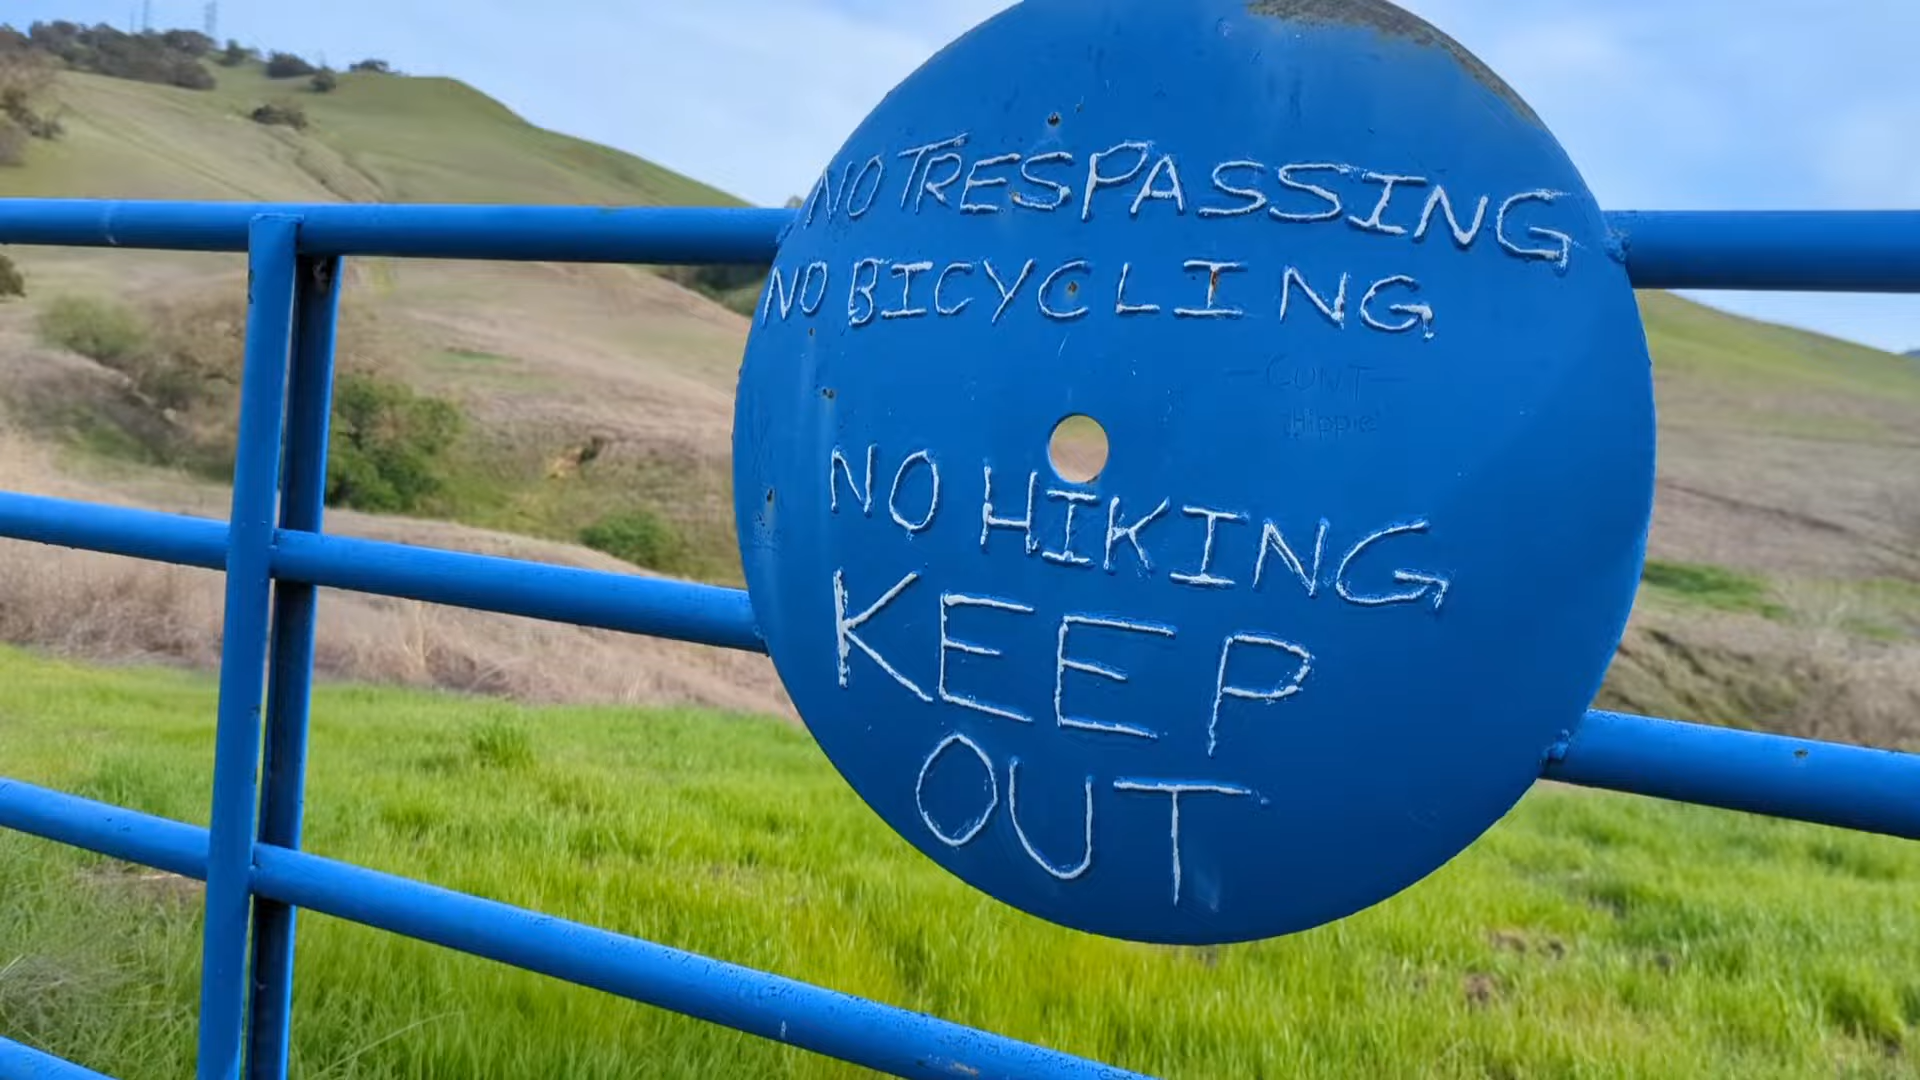 NO TRESPASSING
NO BICYCLING
—CUNT—
Hippie
NO HIKING
KEEP
OUT